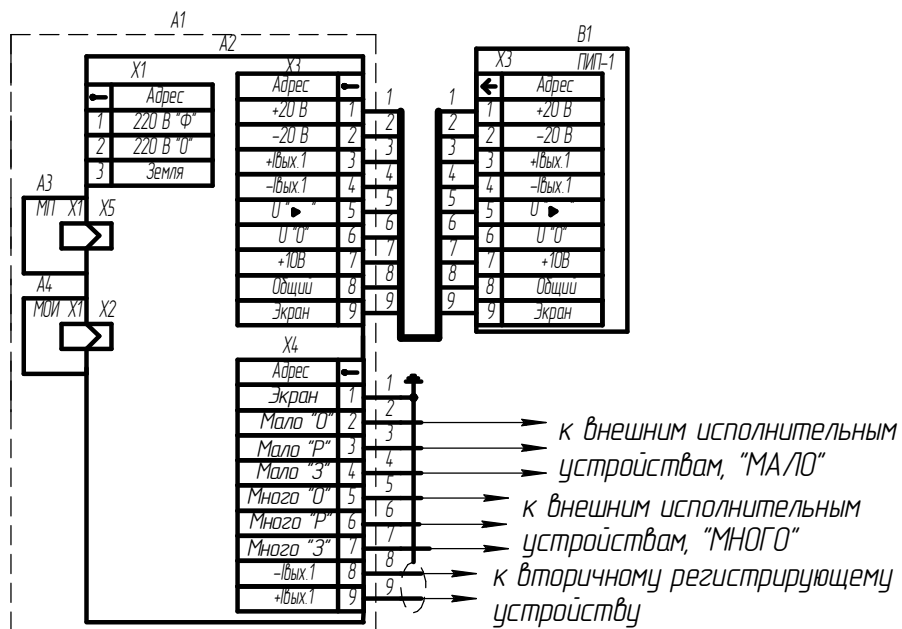 A1
A2
B1
X1
Адрес
1 220 В "Ф"
2 220 В "0"
3 Земля
A3
МП X1 X5
A4
МОИ X1 X2
X3
Адрес
+20 В 1
-20 В 2
+Iвых.1 3
-Iвых.1 4
U "▶" 5
U "0" 6
+10В 7
Общий 8
Экран 9
1
2
3
4
5
6
7
8
9
1
2
3
4
5
6
7
8
9
X3 ПИП-1
Адрес
1 +20 В
2 -20 В
3 +Iвых.1
4 -Iвых.1
5 U "▶"
6 U "0"
7 +10В
8 Общий
9 Экран
X4
Адрес
Экран 1
Мало "О" 2
Мало "Р" 3
Мало "З" 4
Много "О" 5
Много "Р" 6
Много "З" 7
-Iвых.1 8
+Iвых.1 9
1
2
3
4
5
6
7
8
9
к внешним исполнительным
устройствам, "МАЛО"
к внешним исполнительным
устройствам, "МНОГО"
к вторичному регистрирующему
устройству